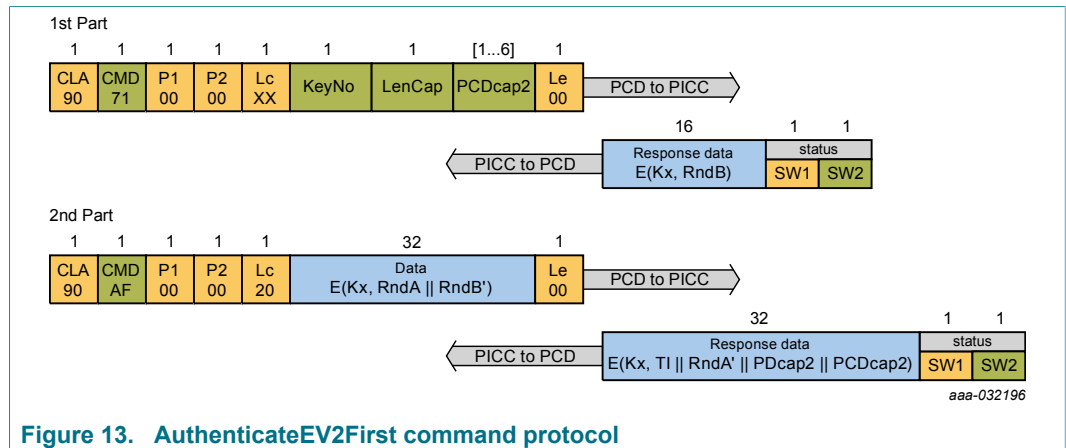 1st Part
1 1 1 1 1 1 1 [1...6] 1
CLA CMD P1 P2 Lc KeyNo LenCap PCDcap2 Le
90 71 00 00 XX 00
PCD to PICC
16 1 1
Response data status
E(Kx, RndB) SW1 SW2
PICC to PCD
2nd Part
1 1 1 1 1 32 1
CLA CMD P1 P2 Lc Data Le
90 AF 00 00 20 E(Kx, RndA || RndB') 00
PCD to PICC
32 1 1
Response data status
E(Kx, TI || RndA' || PDcap2 || PCDcap2) SW1 SW2
PICC to PCD
aaa-032196
Figure 13. AuthenticateEV2First command protocol